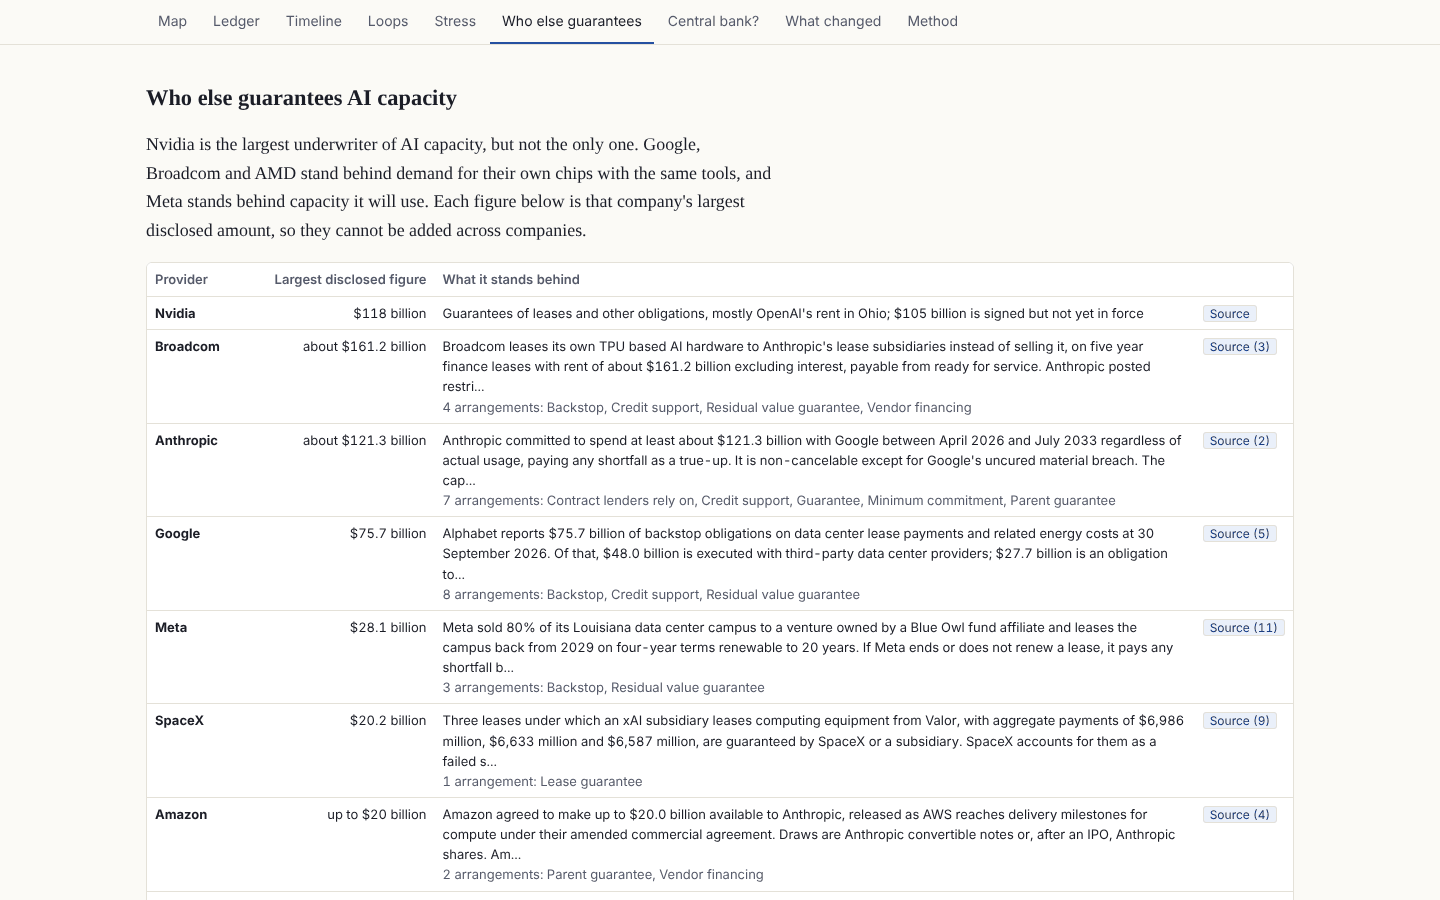 Map Ledger Timeline Loops Stress Who else guarantees Central bank? What changed Method
Who else guarantees AI capacity
Nvidia is the largest underwriter of AI capacity, but not the only one. Google,
Broadcom and AMD stand behind demand for their own chips with the same tools, and
Meta stands behind capacity it will use. Each figure below is that company's largest
disclosed amount, so they cannot be added across companies.
Provider Largest disclosed figure What it stands behind
Nvidia $118 billion Guarantees of leases and other obligations, mostly OpenAI's rent in Ohio; $105 billion is signed but not yet in force Source
Broadcom about $161.2 billion Broadcom leases its own TPU based AI hardware to Anthropic's lease subsidiaries instead of selling it, on five year Source (3)
finance leases with rent of about $161.2 billion excluding interest, payable from ready for service. Anthropic posted
restri...
4 arrangements: Backstop, Credit support, Residual value guarantee, Vendor financing
Anthropic about $121.3 billion Anthropic committed to spend at least about $121.3 billion with Google between April 2026 and July 2033 regardless of Source (2)
actual usage, paying any shortfall as a true-up. It is non-cancelable except for Google's uncured material breach. The
cap...
7 arrangements: Contract lenders rely on, Credit support, Guarantee, Minimum commitment, Parent guarantee
Google $75.7 billion Alphabet reports $75.7 billion of backstop obligations on data center lease payments and related energy costs at 30 Source (5)
September 2026. Of that, $48.0 billion is executed with third-party data center providers; $27.7 billion is an obligation
to...
8 arrangements: Backstop, Credit support, Residual value guarantee
Meta $28.1 billion Meta sold 80% of its Louisiana data center campus to a venture owned by a Blue Owl fund affiliate and leases the Source (11)
campus back from 2029 on four-year terms renewable to 20 years. If Meta ends or does not renew a lease, it pays any
shortfall b...
3 arrangements: Backstop, Residual value guarantee
SpaceX $20.2 billion Three leases under which an xAI subsidiary leases computing equipment from Valor, with aggregate payments of $6,986 Source (9)
million, $6,633 million and $6,587 million, are guaranteed by SpaceX or a subsidiary. SpaceX accounts for them as a
failed s...
1 arrangement: Lease guarantee
Amazon up to $20 billion Amazon agreed to make up to $20.0 billion available to Anthropic, released as AWS reaches delivery milestones for Source (4)
compute under their amended commercial agreement. Draws are Anthropic convertible notes or, after an IPO, Anthropic
shares. Am...
2 arrangements: Parent guarantee, Vendor financing